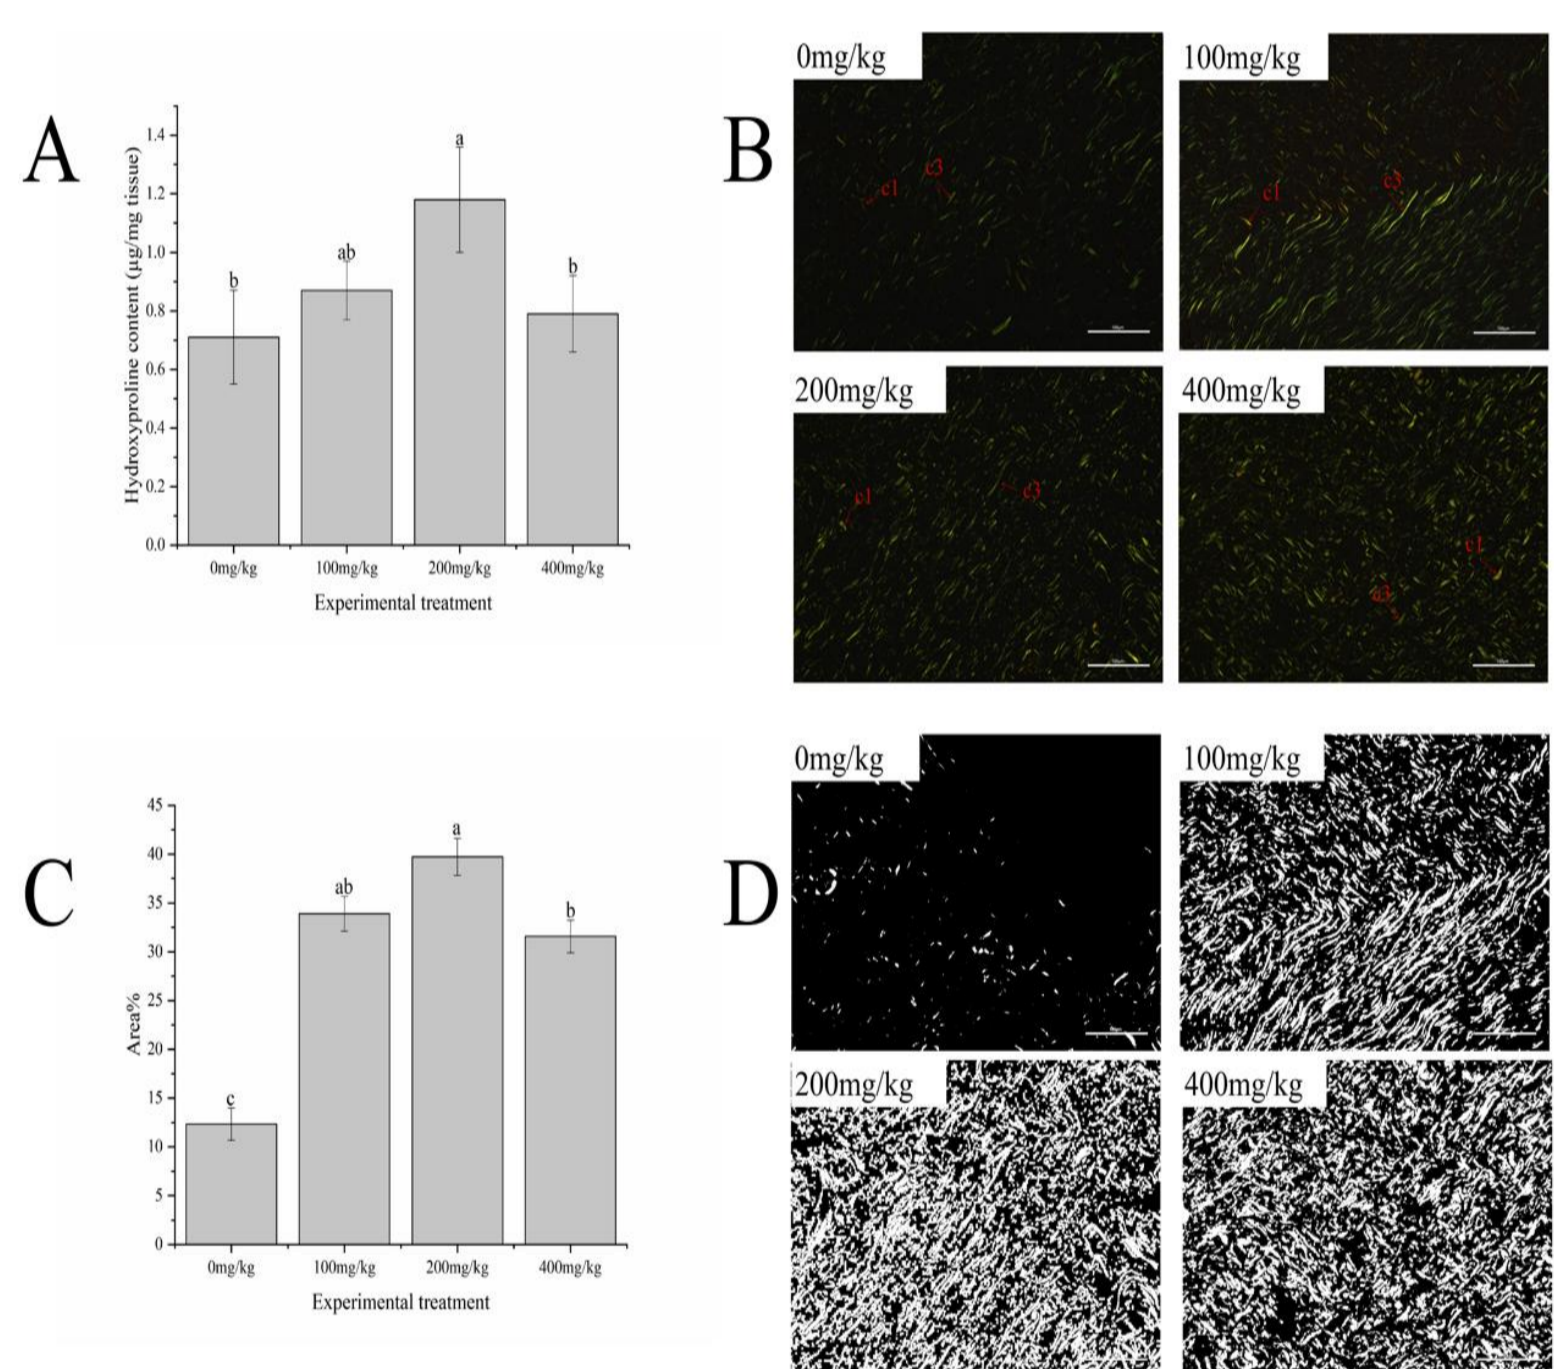 A
Hydroxyproline content (µg/mg tissue)
1.4
1.2
1.0
0.8
0.6
0.4
0.2
0.0
b
ab
a
b
0mg/kg 100mg/kg 200mg/kg 400mg/kg
Experimental treatment
B
0mg/kg
c1
c3
100mg/kg
c1
c3
200mg/kg
c1
c3
400mg/kg
c1
c3
C
Area%
45
40
35
30
25
20
15
10
5
0
c
ab
a
b
0mg/kg 100mg/kg 200mg/kg 400mg/kg
Experimental treatment
D
0mg/kg
100mg/kg
200mg/kg
400mg/kg